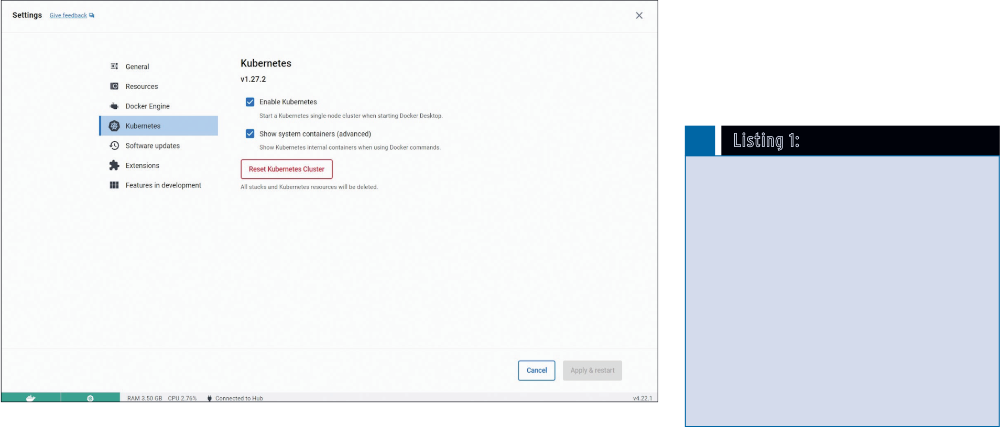 Settings Give feedback
General
Resources
Docker Engine
Kubernetes
Software updates
Extensions
Features in development
Kubernetes
v1.27.2
Enable Kubernetes
Start a Kubernetes single-node cluster when starting Docker Desktop.
Show system containers (advanced)
Show Kubernetes internal containers when using Docker commands.
Reset Kubernetes Cluster
All stacks and Kubernetes resources will be deleted.
Cancel Apply & restart
RAM 3.50 GB CPU 2.76% Connected to Hub v4.22.1
Listing 1: